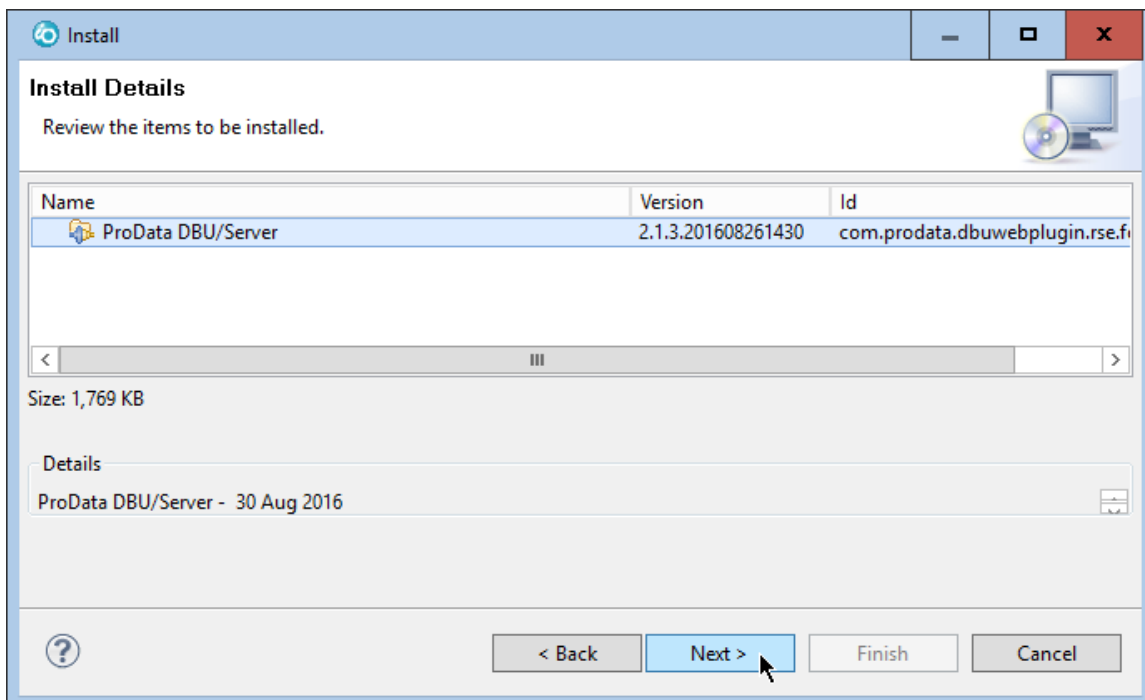 Install
Install Details
Review the items to be installed.
Name Version Id
ProData DBU/Server 2.1.3.201608261430 com.prodata.dbuwebplugin.rse.f
Size: 1,769 KB
Details
ProData DBU/Server - 30 Aug 2016
< Back Next > Finish Cancel